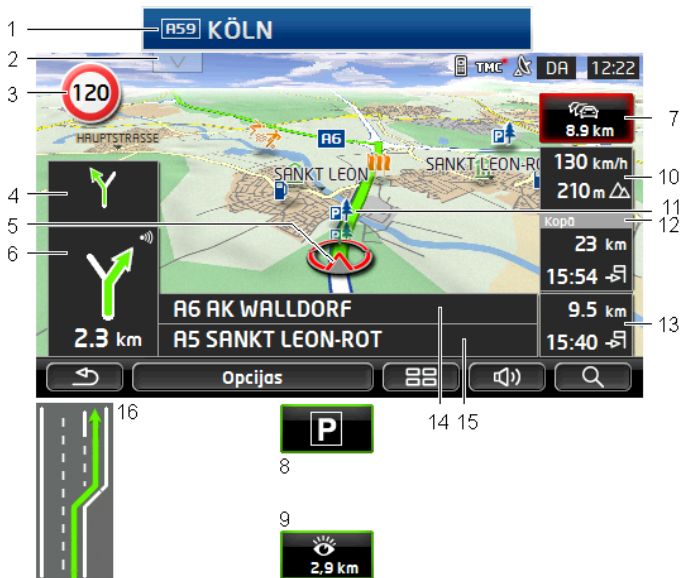 1
A59 KÖLN
2
TMC DA 12:22
3
120
HAUPTSTRASSE
A6
P
8.9 km
7
SANKT LEON
SANKT LEON-RO
130 km/h
10
210 m
4
P
11
Kopā
12
5
P
23 km
15:54
6
2.3 km
A6 AK WALLDORF
A5 SANKT LEON-ROT
9.5 km
13
15:40
Opcijas
14 15
16
P
8
9
2,9 km